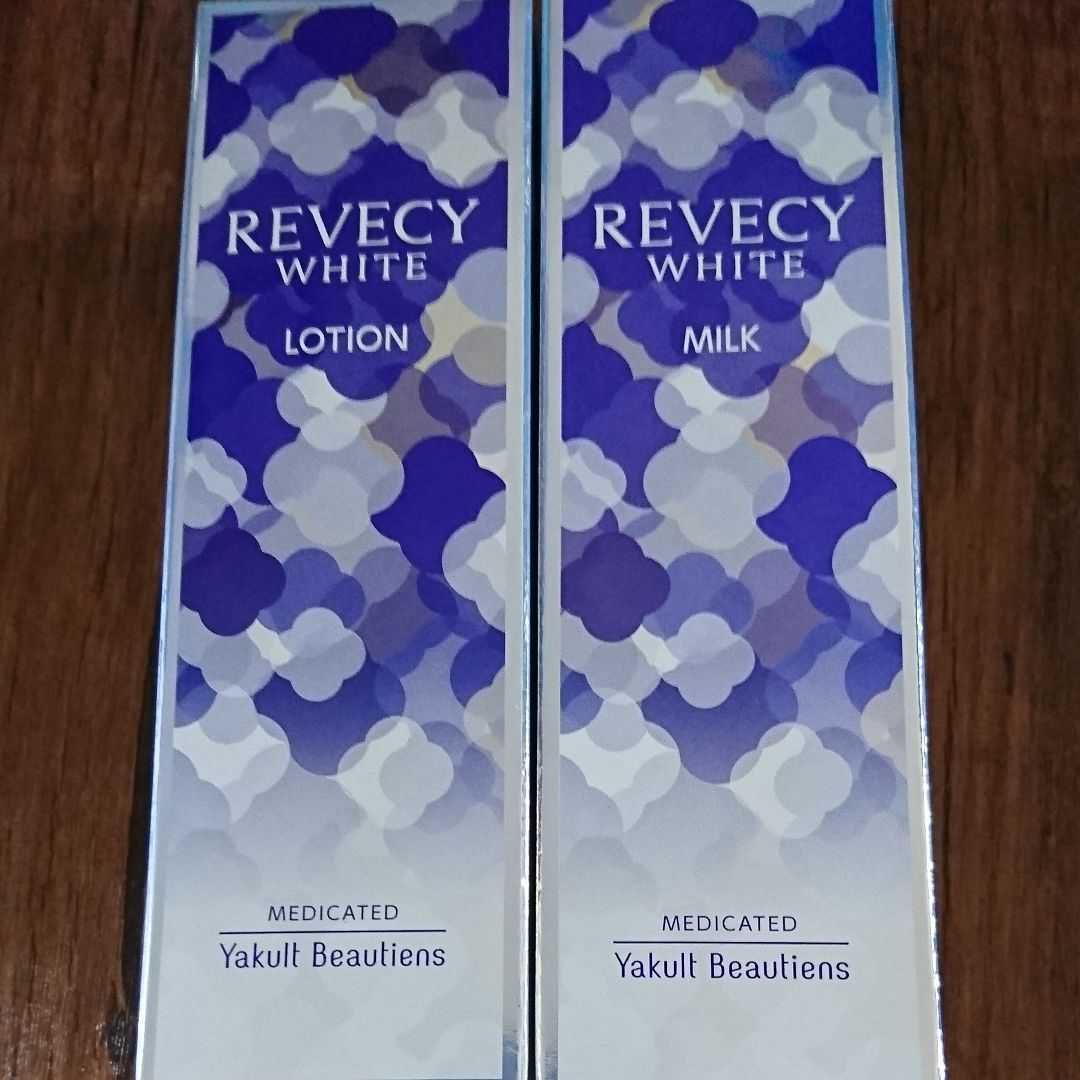 REVECY
WHITE
LOTION
MEDICATED
Yakult Beautiens
REVECY
WHITE
MILK
MEDICATED
Yakult Beautiens